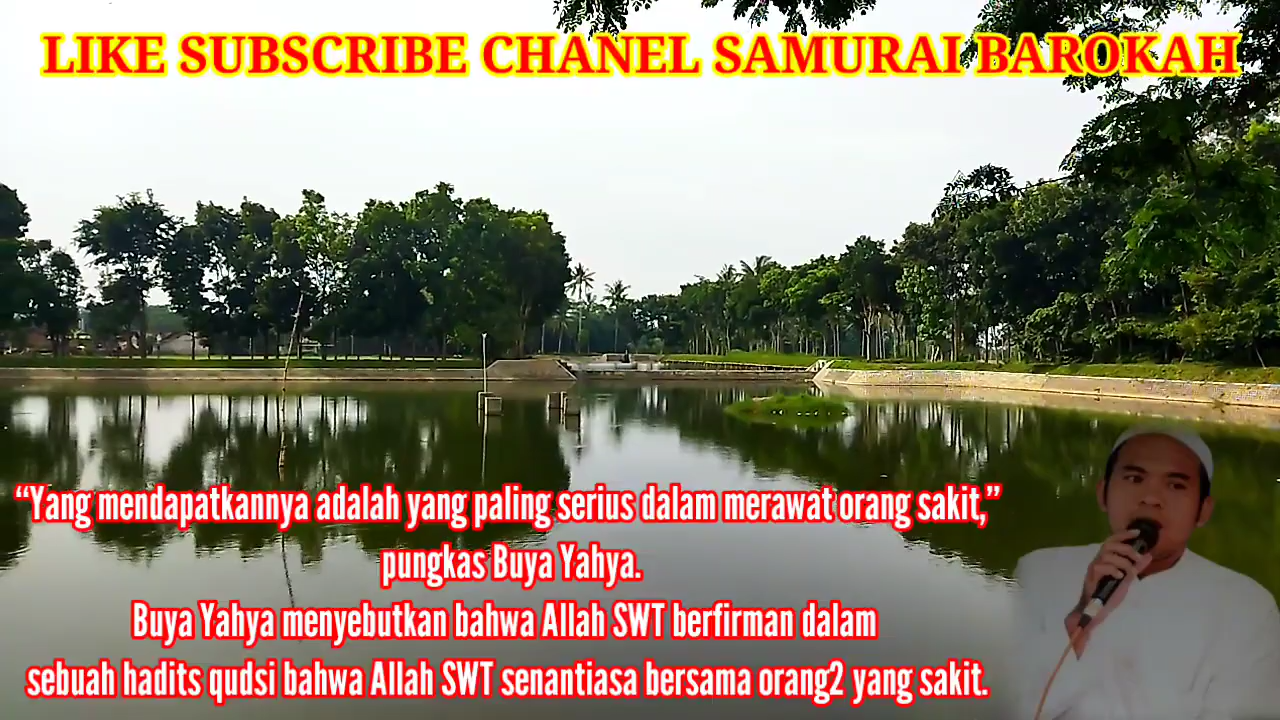 LIKE SUBSCRIBE CHANEL SAMURAI BAROKAH
“Yang mendapatkannya adalah yang paling serius dalam merawat orang sakit,”
pungkas Buya Yahya.
Buya Yahya menyebutkan bahwa Allah SWT berfirman dalam
sebuah hadits qudsi bahwa Allah SWT senantiasa bersama orang2 yang sakit.